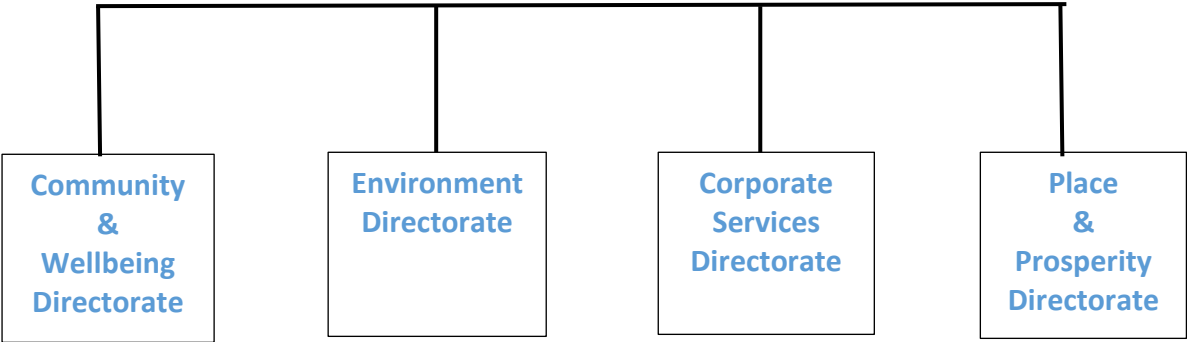 Community
&
Wellbeing
Directorate
Environment
Directorate
Corporate
Services
Directorate
Place
&
Prosperity
Directorate